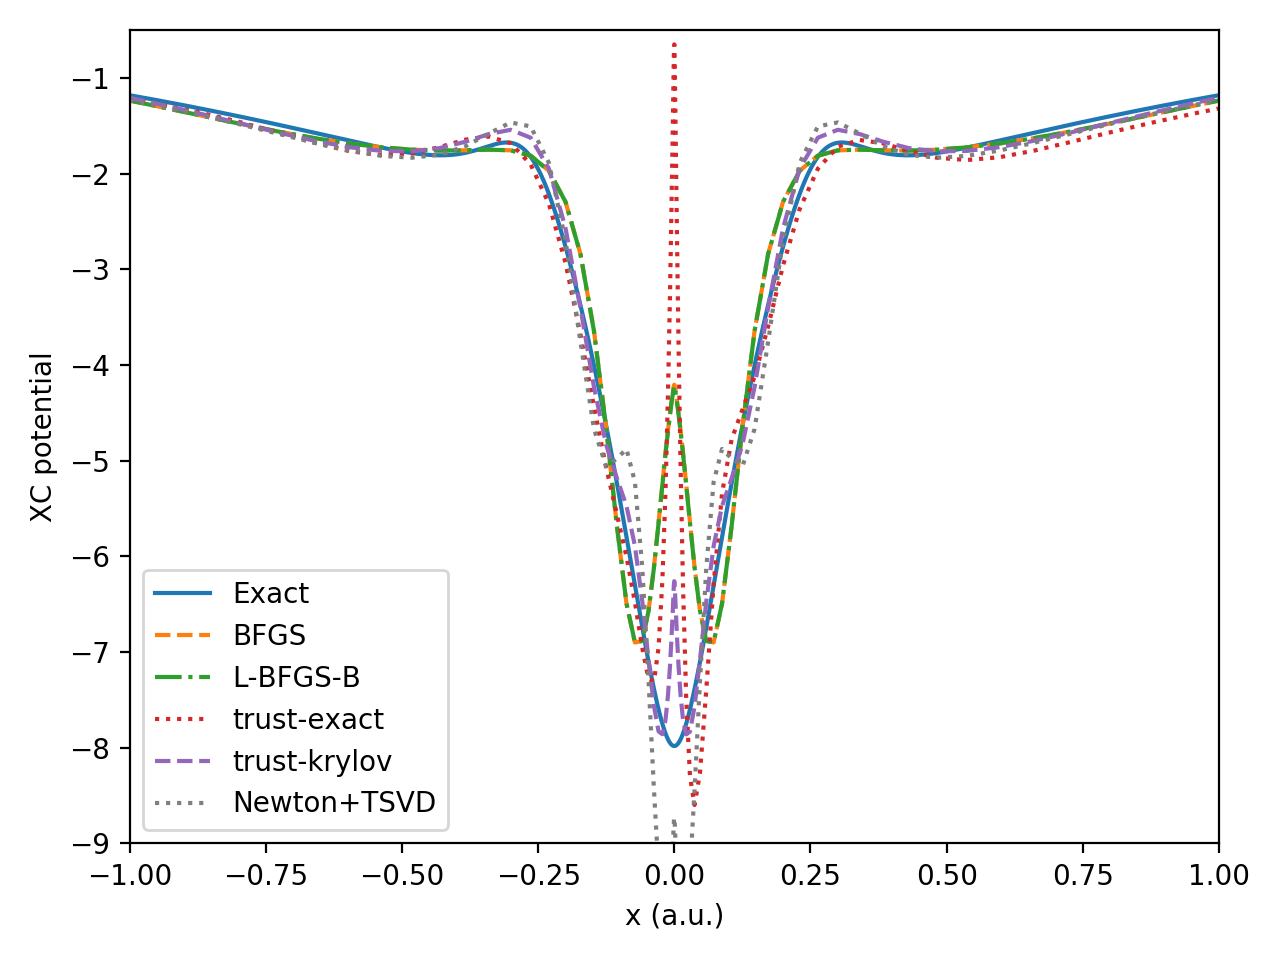 XC potential
−1
−2
−3
−4
−5
−6
−7
−8
−9
Exact
BFGS
L-BFGS-B
trust-exact
trust-krylov
Newton+TSVD
−1.00 −0.75 −0.50 −0.25 0.00 0.25 0.50 0.75 1.00
x (a.u.)